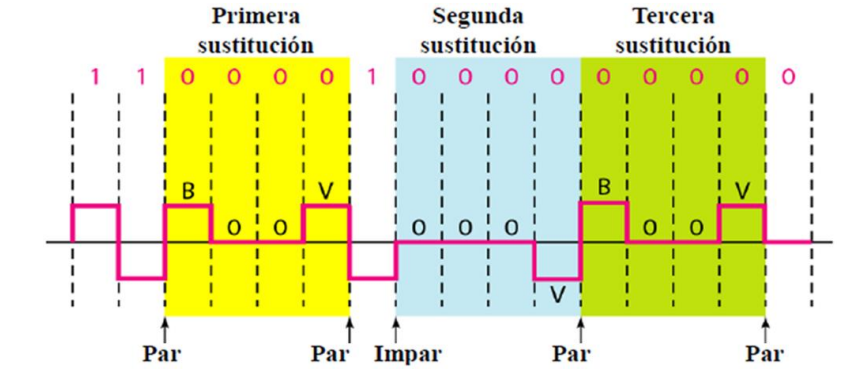 Primera Segunda Tercera
sustitución sustitución sustitución
1 1 0 0 0 0 1 0 0 0 0 0 0 0 0 0
B V B V
0 0 0 0 0 0 0
V
Par Par Impar Par Par